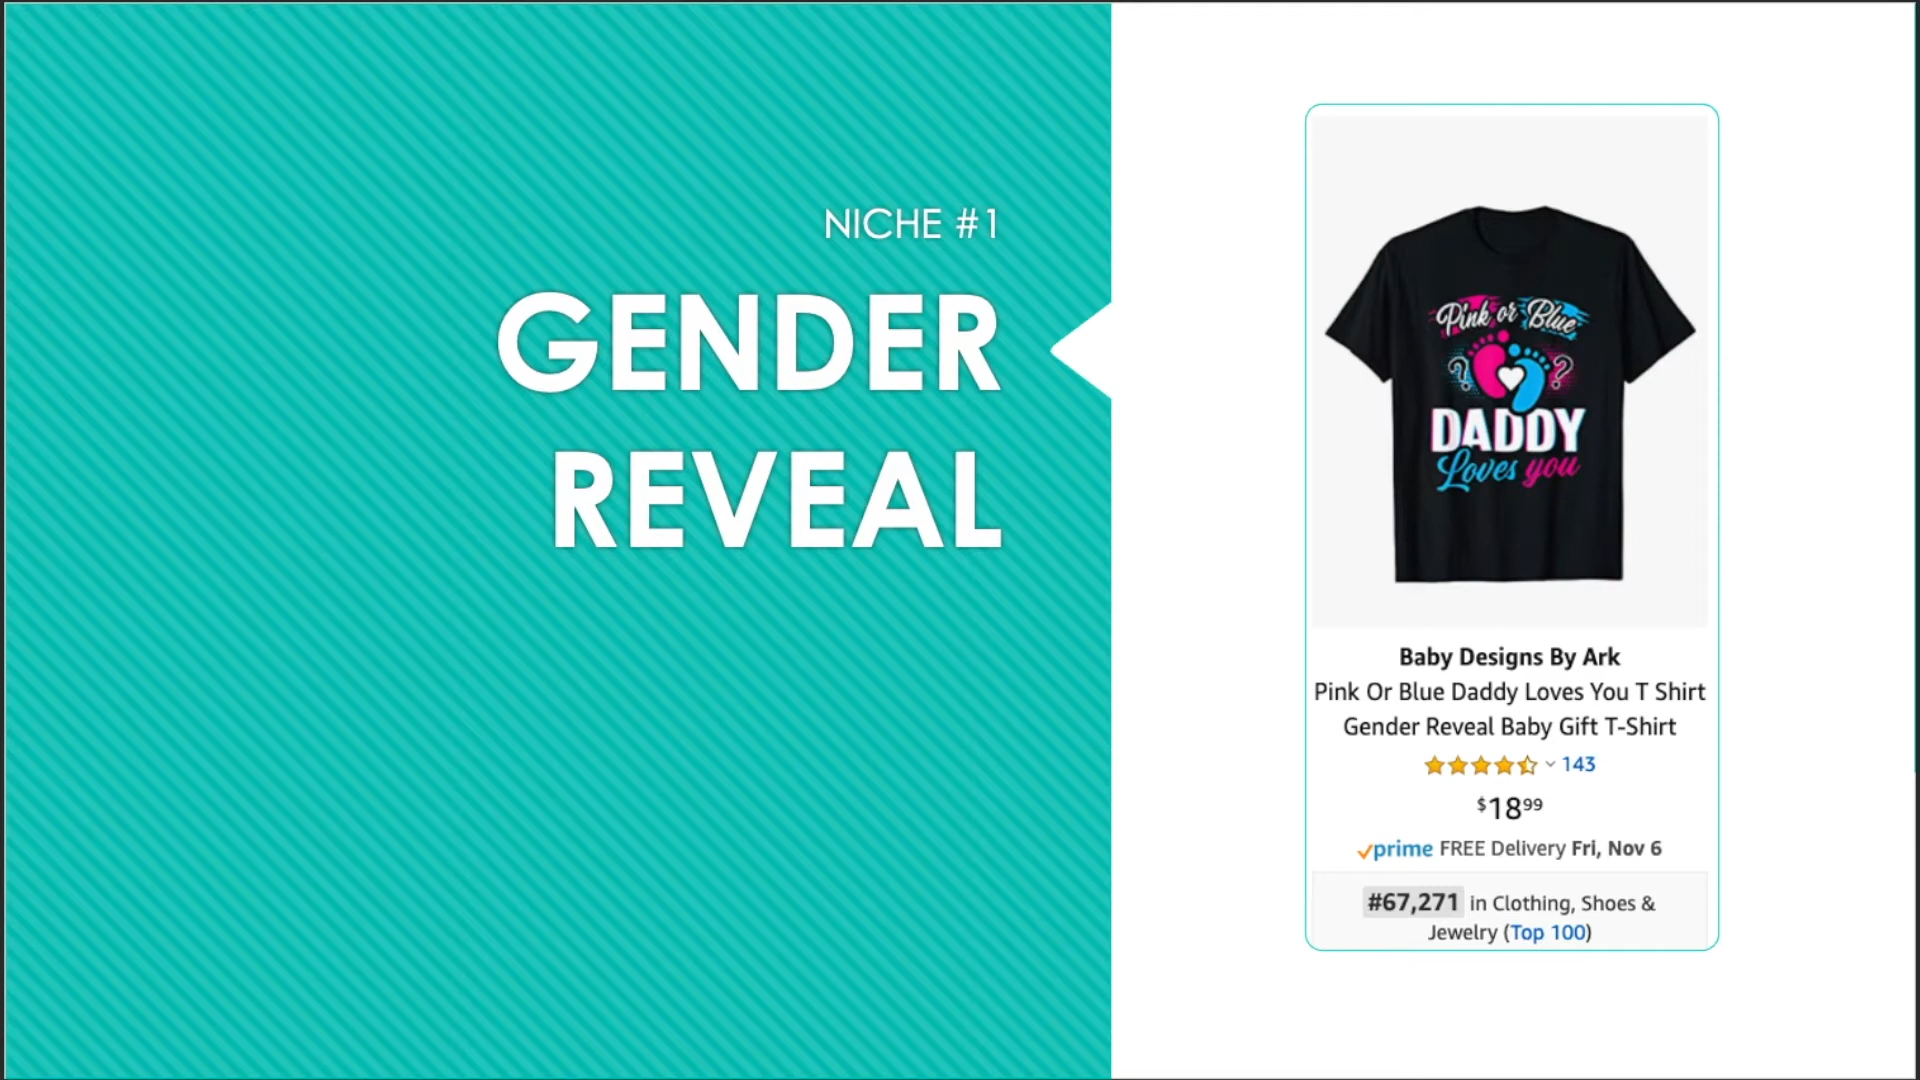 NICHE #1
GENDER
REVEAL
Pink or Blue
? ?
DADDY
Loves you
Baby Designs By Ark
Pink Or Blue Daddy Loves You T Shirt
Gender Reveal Baby Gift T-Shirt
143
$18⁹⁹
prime FREE Delivery Fri, Nov 6
#67,271 in Clothing, Shoes &
Jewelry (Top 100)